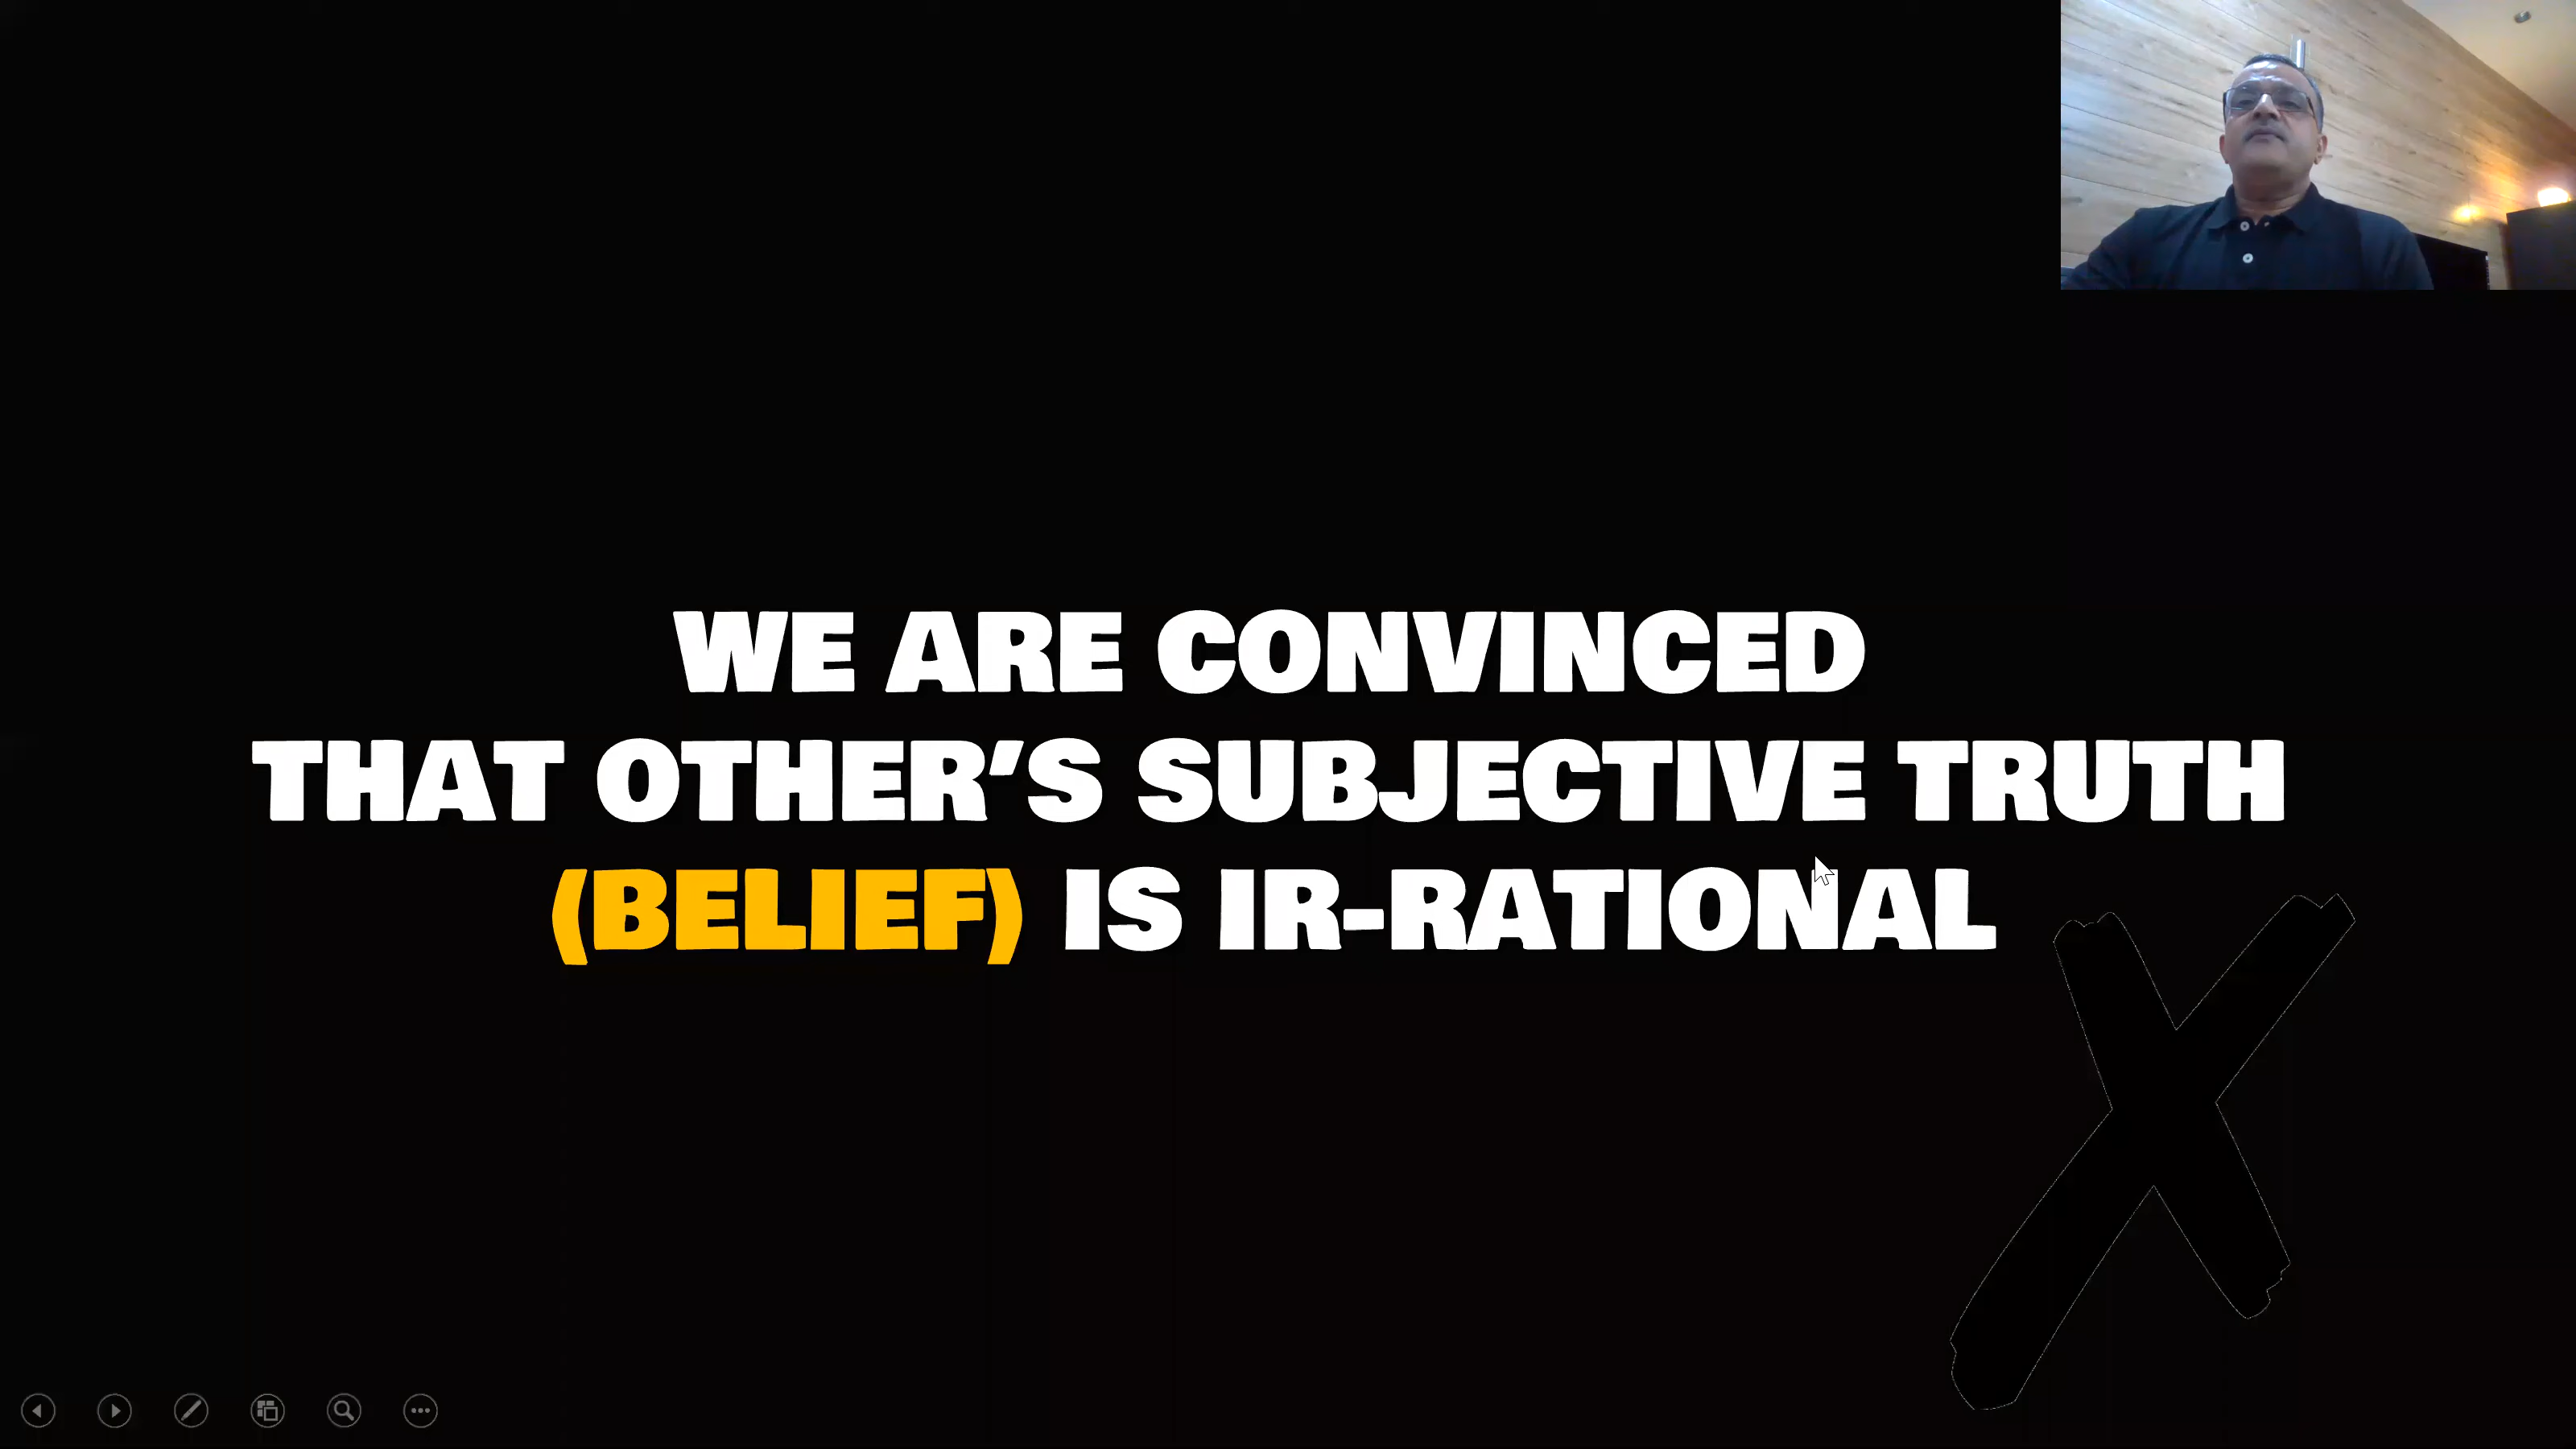 WE ARE CONVINCED
THAT OTHER’S SUBJECTIVE TRUTH
(BELIEF) IS IR-RATIONAL